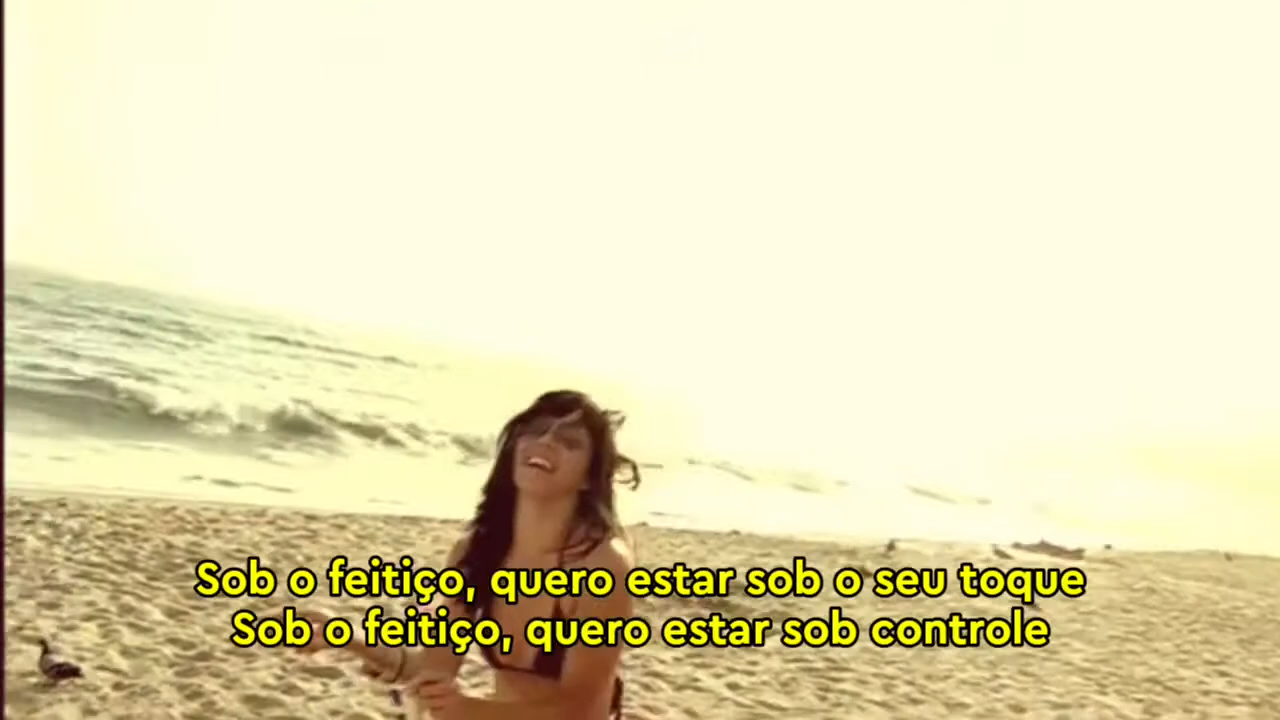 Sob o feitiço, quero estar sob o seu toque
Sob o feitiço, quero estar sob controle